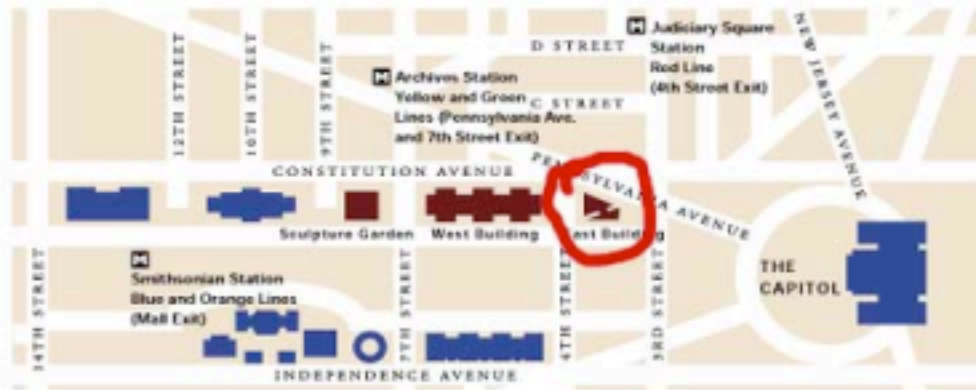 D STREET
Judiciary Square
Station
Red Line
(4th Street Exit)
NEW JERSEY AVENUE
12TH STREET
10TH STREET
9TH STREET
Archives Station
Yellow and Green
Lines (Pennsylvania Ave.
and 7th Street Exit)
C STREET
CONSTITUTION AVENUE
PENNSYLVANIA AVENUE
Sculpture Garden
West Building
East Building
14TH STREET
Smithsonian Station
Blue and Orange Lines
(Mall Exit)
7TH STREET
4TH STREET
3RD STREET
THE
CAPITOL
INDEPENDENCE AVENUE